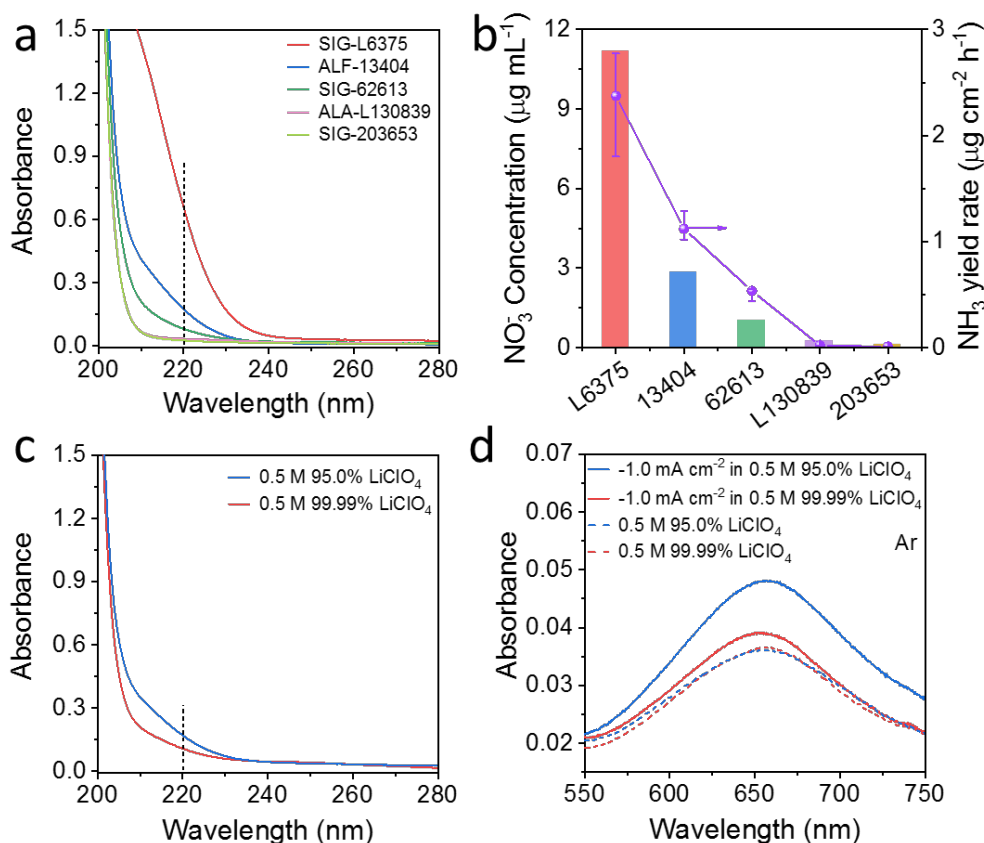 a
1.5
1.2
0.9
0.6
0.3
0.0
Absorbance
SIG-L6375
ALF-13404
SIG-62613
ALA-L130839
SIG-203653
200 220 240 260 280
Wavelength (nm)
b
12
9
6
3
0
NO₃⁻ Concentration (μg mL⁻¹)
3
2
1
0
NH₃ yield rate (μg cm⁻² h⁻¹)
L6375
13404
62613
L130839
203653
c
1.5
1.2
0.9
0.6
0.3
0.0
Absorbance
0.5 M 95.0% LiClO₄
0.5 M 99.99% LiClO₄
200 220 240 260 280
Wavelength (nm)
d
0.07
0.06
0.05
0.04
0.03
0.02
Absorbance
-1.0 mA cm⁻² in 0.5 M 95.0% LiClO₄
-1.0 mA cm⁻² in 0.5 M 99.99% LiClO₄
0.5 M 95.0% LiClO₄
0.5 M 99.99% LiClO₄
Ar
550 600 650 700 750
Wavelength (nm)